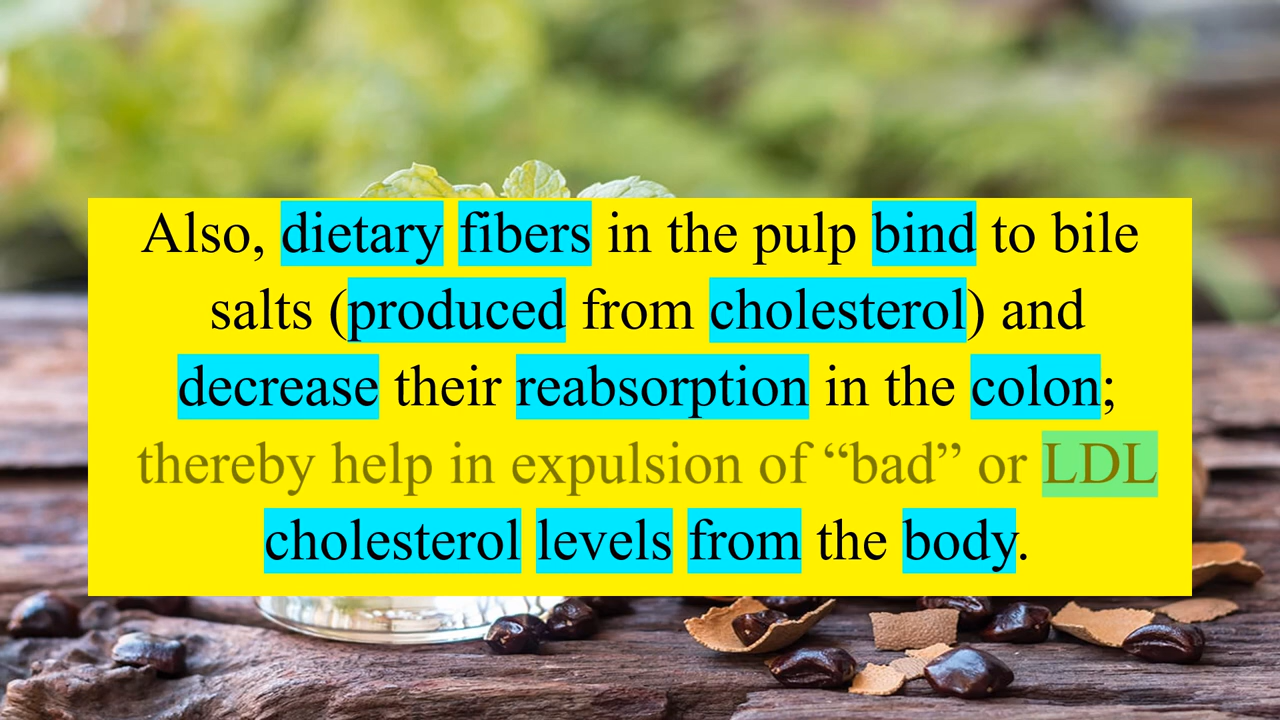 Also, dietary fibers in the pulp bind to bile
salts (produced from cholesterol) and
decrease their reabsorption in the colon;
thereby help in expulsion of “bad” or LDL
cholesterol levels from the body.